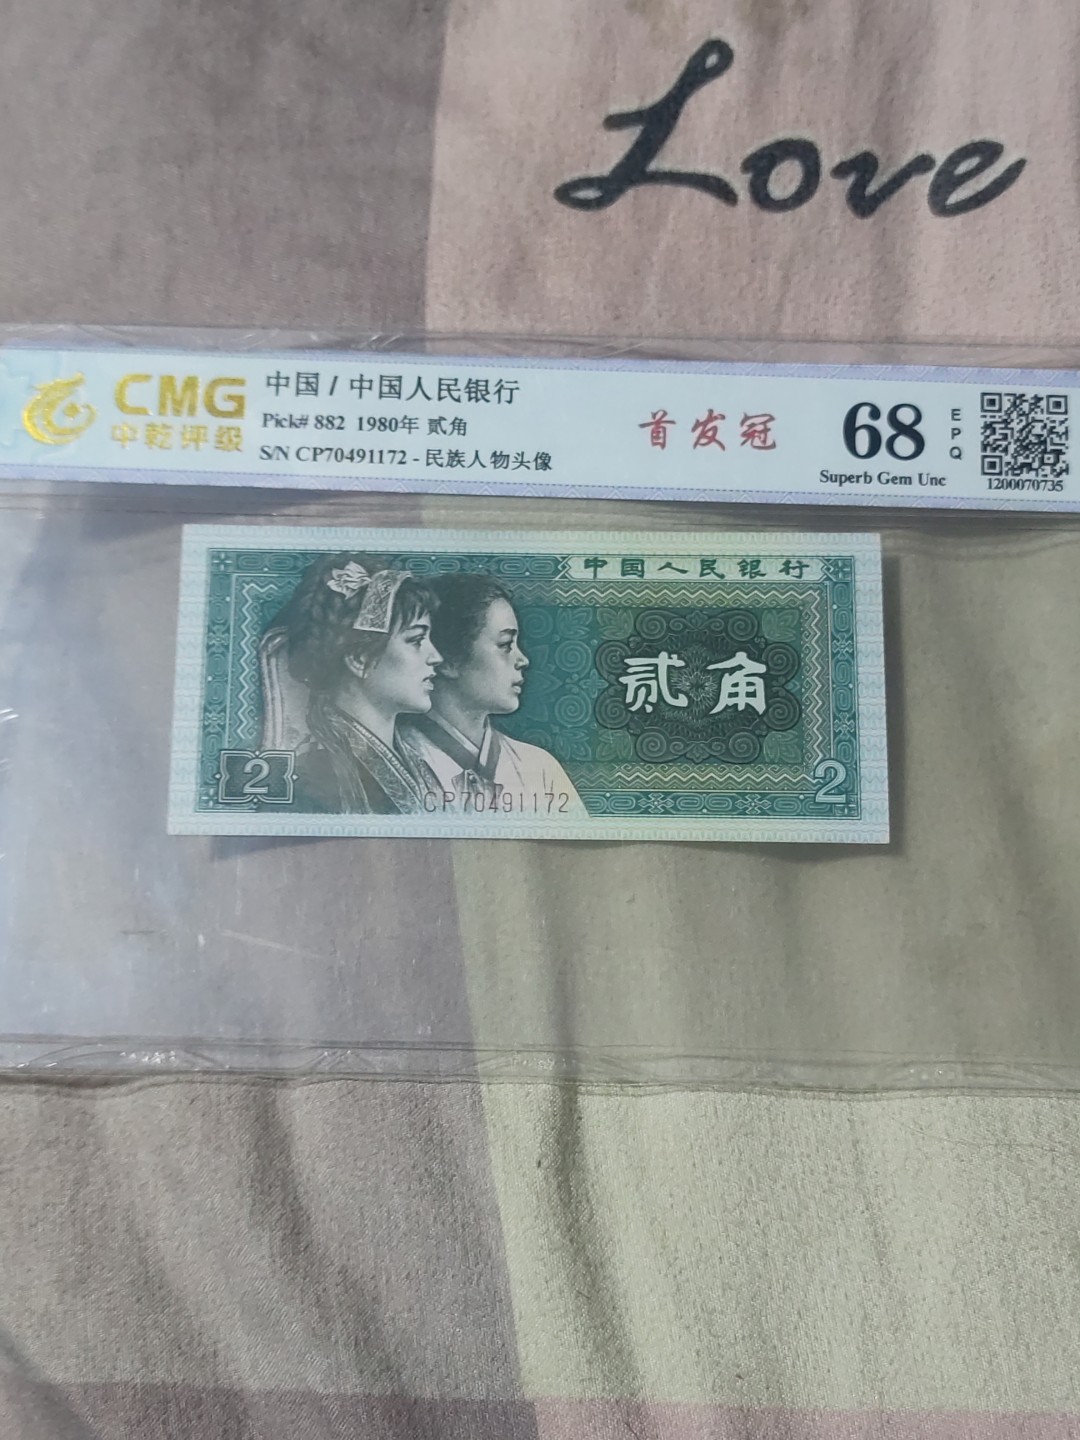 Love
CMG
中乾评级
中国 / 中国人民银行
Pick# 882 1980年 贰角
S/N CP70491172 - 民族人物头像
首发冠
68
EPQ
Superb Gem Unc
1200070735
中国人民银行
贰角
2
2
CP70491172